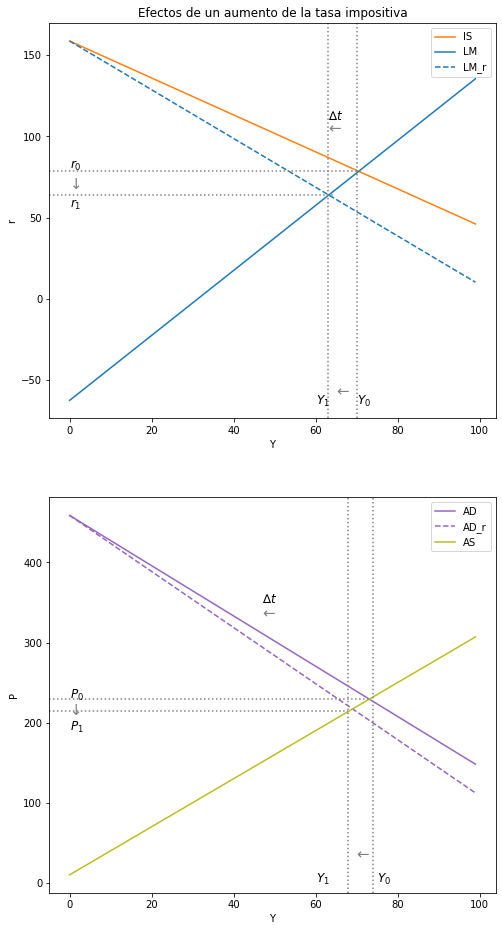 Efectos de un aumento de la tasa impositiva
IS
LM
LM_r
150
100
50
0
−50
r
Δt
←
r₀
↓
r₁
←
Y₁
Y₀
0
20
40
60
80
100
Y
AD
AD_r
AS
400
300
200
100
0
P
Δt
←
P₀
↓
P₁
←
Y₁
Y₀
0
20
40
60
80
100
Y